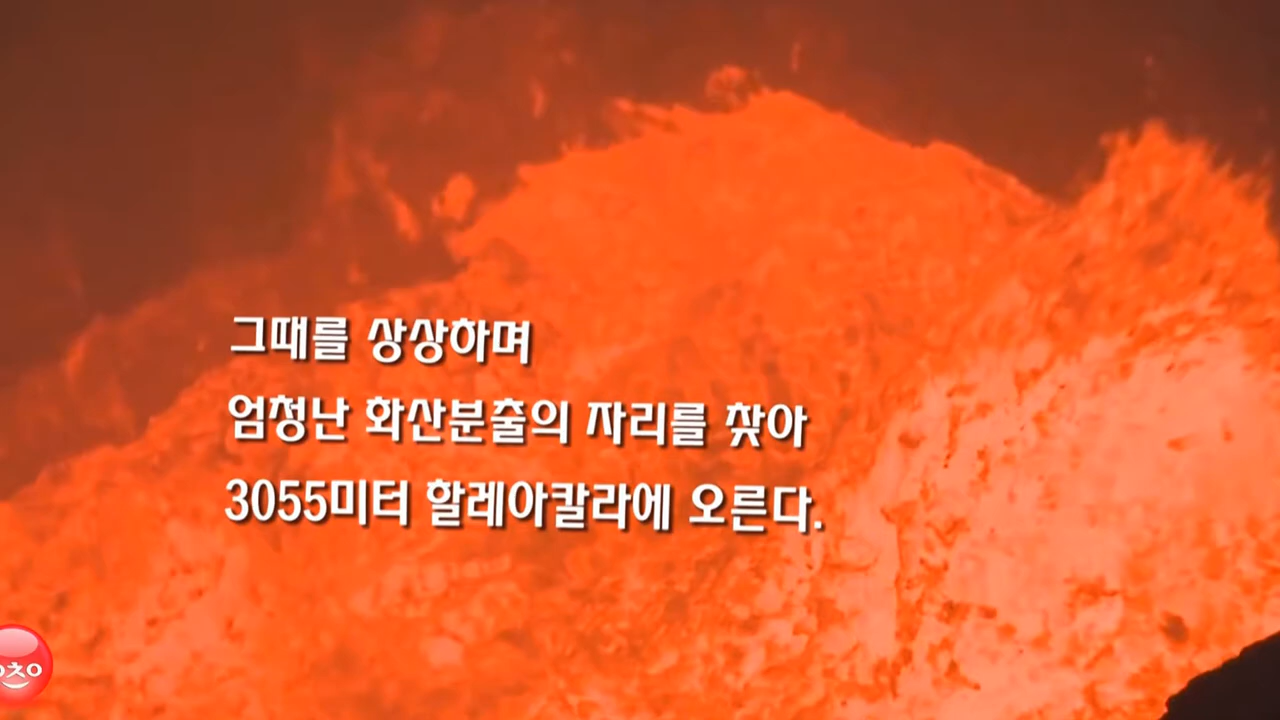 그때를 상상하며
엄청난 화산분출의 자리를 찾아
3055미터 할레아칼라에 오른다.